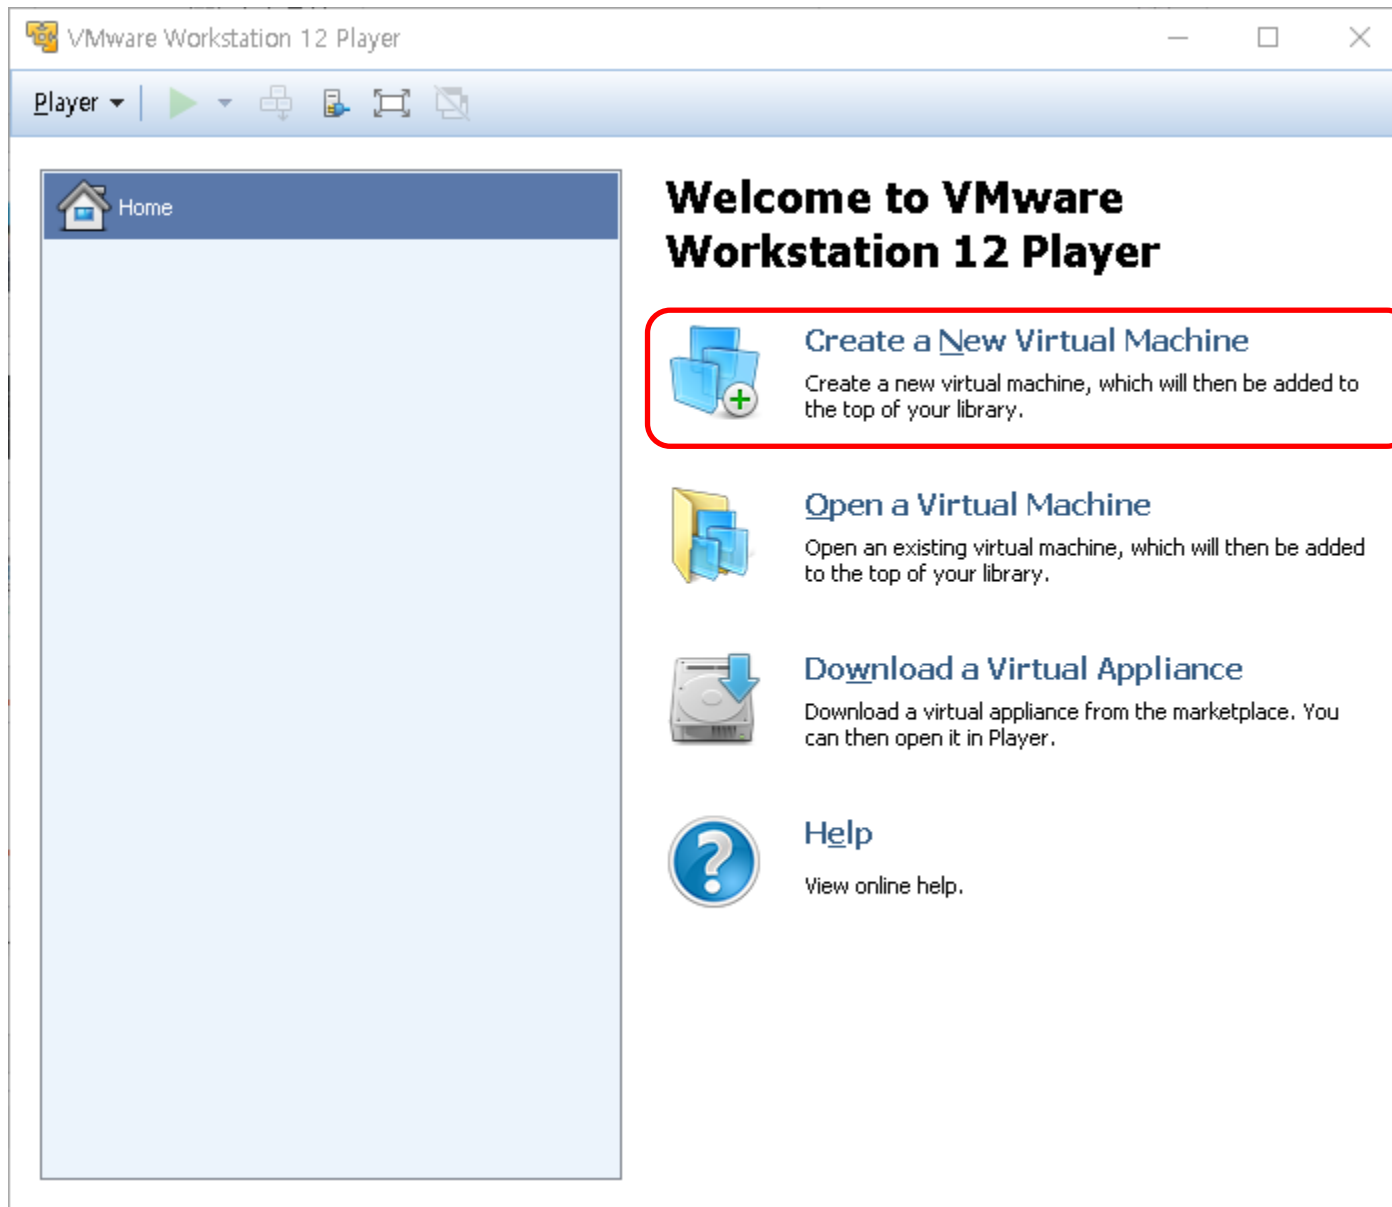 VMware Workstation 12 Player
Player
Home
Welcome to VMware
Workstation 12 Player
Create a New Virtual Machine
Create a new virtual machine, which will then be added to
the top of your library.
Open a Virtual Machine
Open an existing virtual machine, which will then be added
to the top of your library.
Download a Virtual Appliance
Download a virtual appliance from the marketplace. You
can then open it in Player.
Help
View online help.